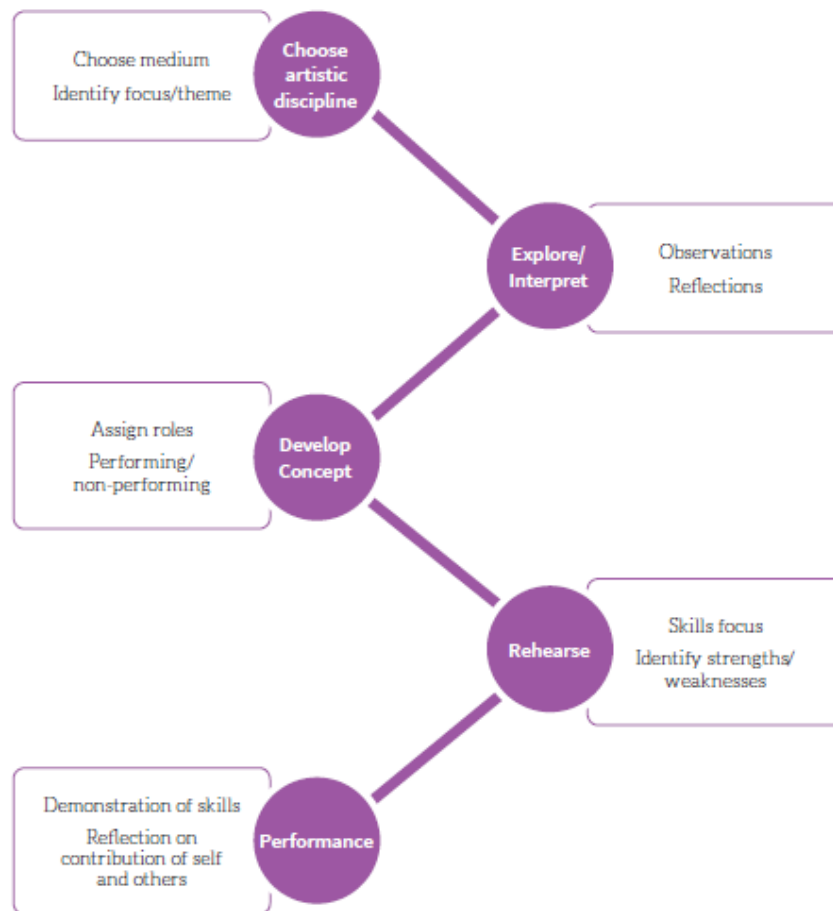 Choose medium
Identify focus/theme
Choose
artistic
discipline
Explore/
Interpret
Observations
Reflections
Assign roles
Performing/
non-performing
Develop
Concept
Rehearse
Skills focus
Identify strengths/
weaknesses
Demonstration of skills
Reflection on
contribution of self
and others
Performance